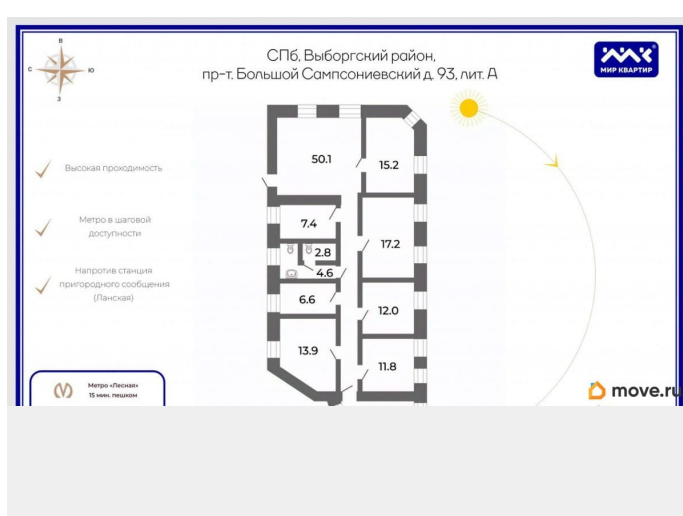 СПб, Выборгский район,
пр-т. Большой Сампсониевский д. 93, лит. А
МИР КВАРТИР
В
С
Ю
З
Высокая проходимость
Метро в шаговой
доступности
Напротив станция
пригородного сообщения
(Ланская)
50.1
15.2
7.4
17.2
2.8
4.6
6.6
12.0
13.9
11.8
Метро «Лесная»
15 мин. пешком
move.ru